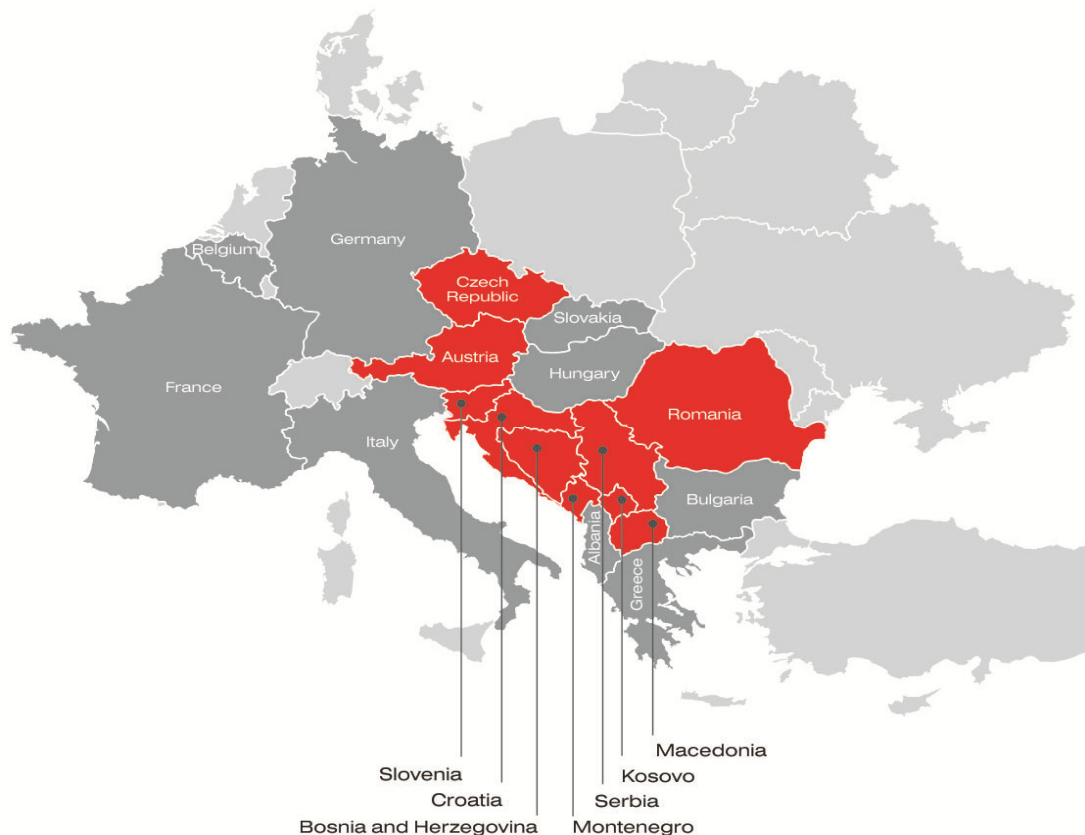 Germany
Belgium
Czech
Republic
Slovakia
Austria
Hungary
France
Romania
Italy
Bulgaria
Albania
Greece
Macedonia
Slovenia
Kosovo
Croatia
Serbia
Bosnia and Herzegovina
Montenegro